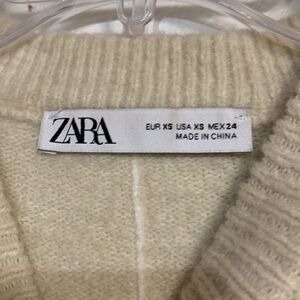 ZARA
EUR XS USA XS MEX 24
MADE IN CHINA